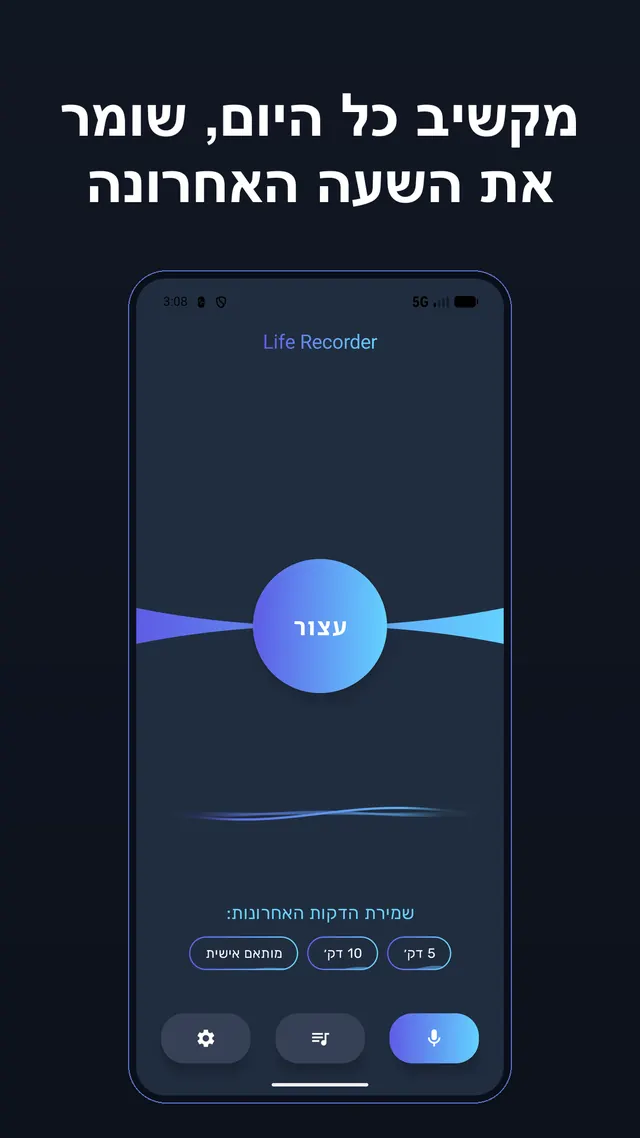 מקשיב כל היום, שומר
את השעה האחרונה
3:08
5G
Life Recorder
עצור
שמירת הדקות האחרונות:
5 דק׳
10 דק׳
מותאם אישית